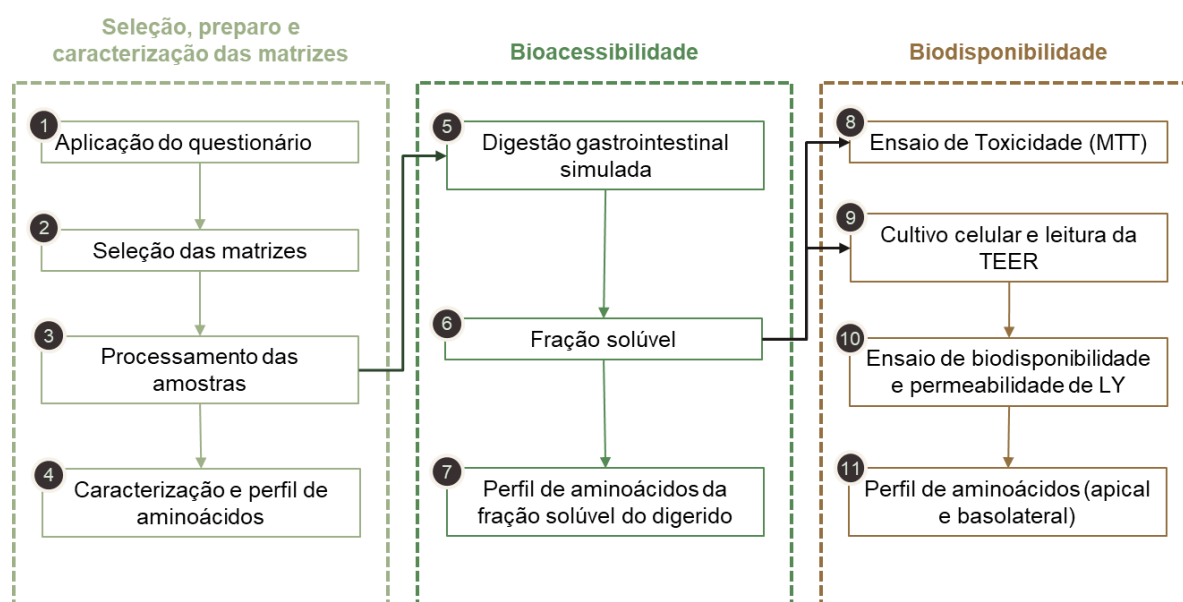 Seleção, preparo e
caracterização das matrizes
1
Aplicação do questionário
2
Seleção das matrizes
3
Processamento das
amostras
4
Caracterização e perfil de
aminoácidos
Bioacessibilidade
5
Digestão gastrointestinal
simulada
6
Fração solúvel
7
Perfil de aminoácidos da
fração solúvel do digerido
Biodisponibilidade
8
Ensaio de Toxicidade (MTT)
9
Cultivo celular e leitura da
TEER
10
Ensaio de biodisponibilidade
e permeabilidade de LY
11
Perfil de aminoácidos (apical
e basolateral)